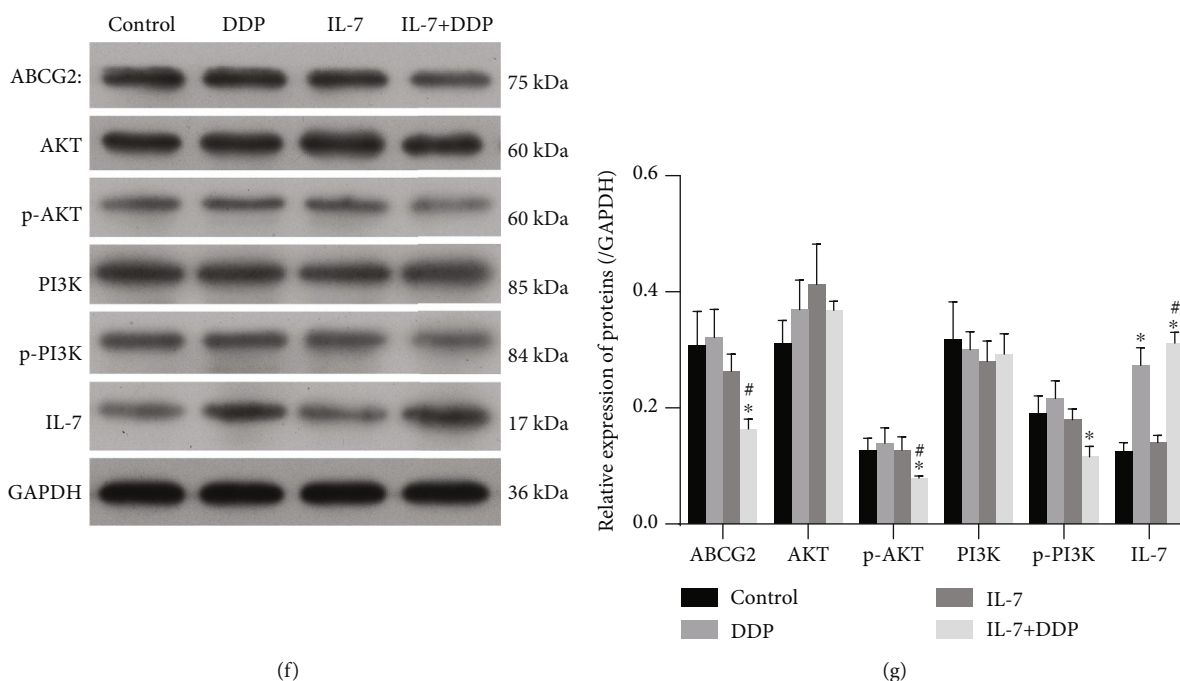 Control DDP IL-7 IL-7+DDP
ABCG2: 75 kDa
AKT 60 kDa
p-AKT 60 kDa
PI3K 85 kDa
p-PI3K 84 kDa
IL-7 17 kDa
GAPDH 36 kDa
(f)
Relative expression of proteins (/GAPDH)
0.6
0.4
0.2
0.0
#
*
#
*
*
*
#
*
ABCG2 AKT p-AKT PI3K p-PI3K IL-7
Control IL-7
DDP IL-7+DDP
(g)